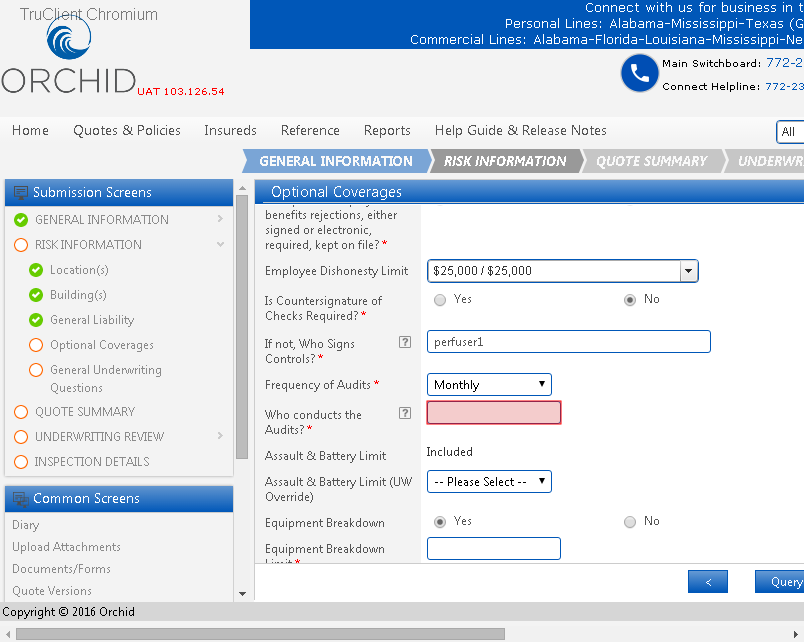 TruClient Chromium
Connect with us for business in t
Personal Lines: Alabama-Mississippi-Texas (G
Commercial Lines: Alabama-Florida-Louisiana-Mississippi-Ne
ORCHID UAT 103.126.54
Main Switchboard: 772-2
Connect Helpline: 772-23
Home Quotes & Policies Insureds Reference Reports Help Guide & Release Notes All
GENERAL INFORMATION RISK INFORMATION QUOTE SUMMARY UNDERWR
Submission Screens
GENERAL INFORMATION
RISK INFORMATION
Location(s)
Building(s)
General Liability
Optional Coverages
General Underwriting
Questions
QUOTE SUMMARY
UNDERWRITING REVIEW
INSPECTION DETAILS
Common Screens
Diary
Upload Attachments
Documents/Forms
Quote Versions
Optional Coverages
benefits rejections, either
signed or electronic,
required, kept on file? *
Employee Dishonesty Limit $25,000 / $25,000
Is Countersignature of
Checks Required? * Yes No
If not, Who Signs
Controls? * ? perfuser1
Frequency of Audits * Monthly
Who conducts the
Audits? * ?
Assault & Battery Limit Included
Assault & Battery Limit (UW
Override) -- Please Select --
Equipment Breakdown Yes No
Equipment Breakdown
Limit *
< Query
Copyright © 2016 Orchid